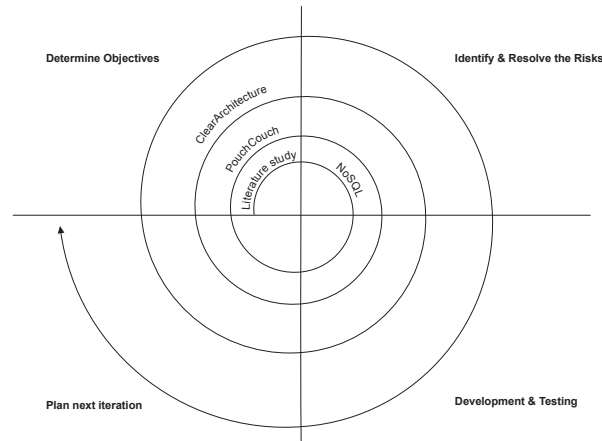 Determine Objectives
Identify & Resolve the Risks
ClearArchitecture
PouchCouch
Literature study
NoSQL
Plan next iteration
Development & Testing